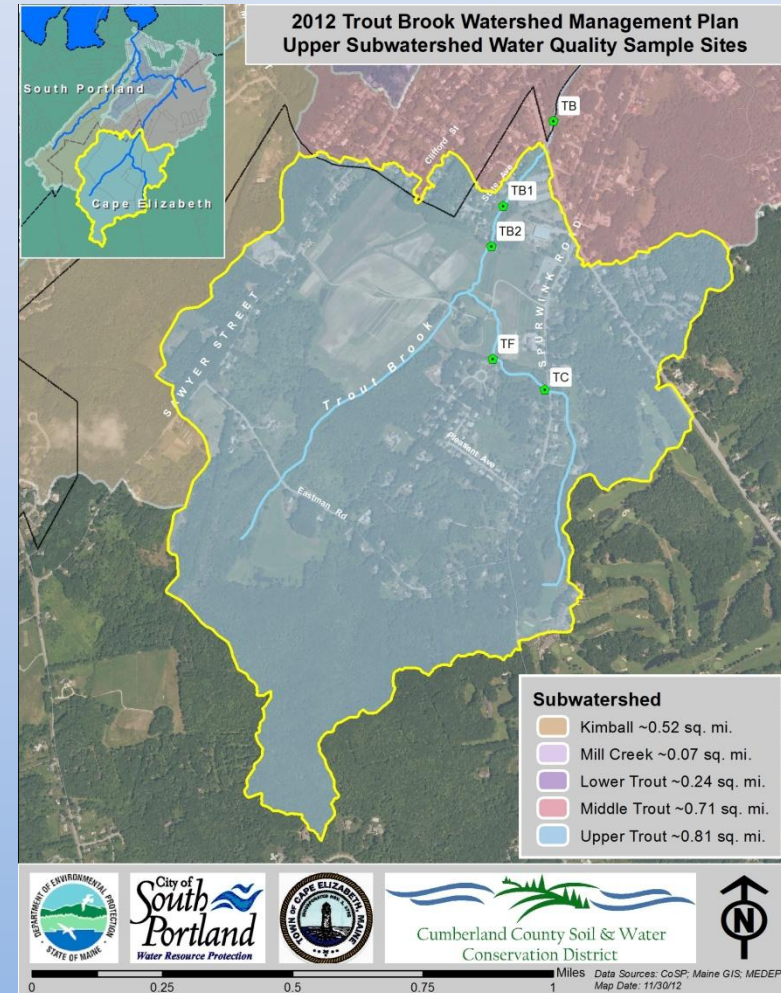 2012 Trout Brook Watershed Management Plan
Upper Subwatershed Water Quality Sample Sites
South Portland
Cape Elizabeth
TB
Clifford St
State Ave
TB1
TB2
SPURWINK ROAD
SAWYER STREET
Trout Brook
TF
TC
Pleasant Ave
Eastman Rd
Subwatershed
Kimball ~0.52 sq. mi.
Mill Creek ~0.07 sq. mi.
Lower Trout ~0.24 sq. mi.
Middle Trout ~0.71 sq. mi.
Upper Trout ~0.81 sq. mi.
DEPARTMENT OF ENVIRONMENTAL PROTECTION
STATE OF MAINE
City of
South
Portland
Water Resource Protection
TOWN OF CAPE ELIZABETH, MAINE
Cumberland County Soil & Water
Conservation District
N
0 0.25 0.5 0.75 1 Miles
Data Sources: CoSP; Maine GIS; MEDEP
Map Date: 11/30/12